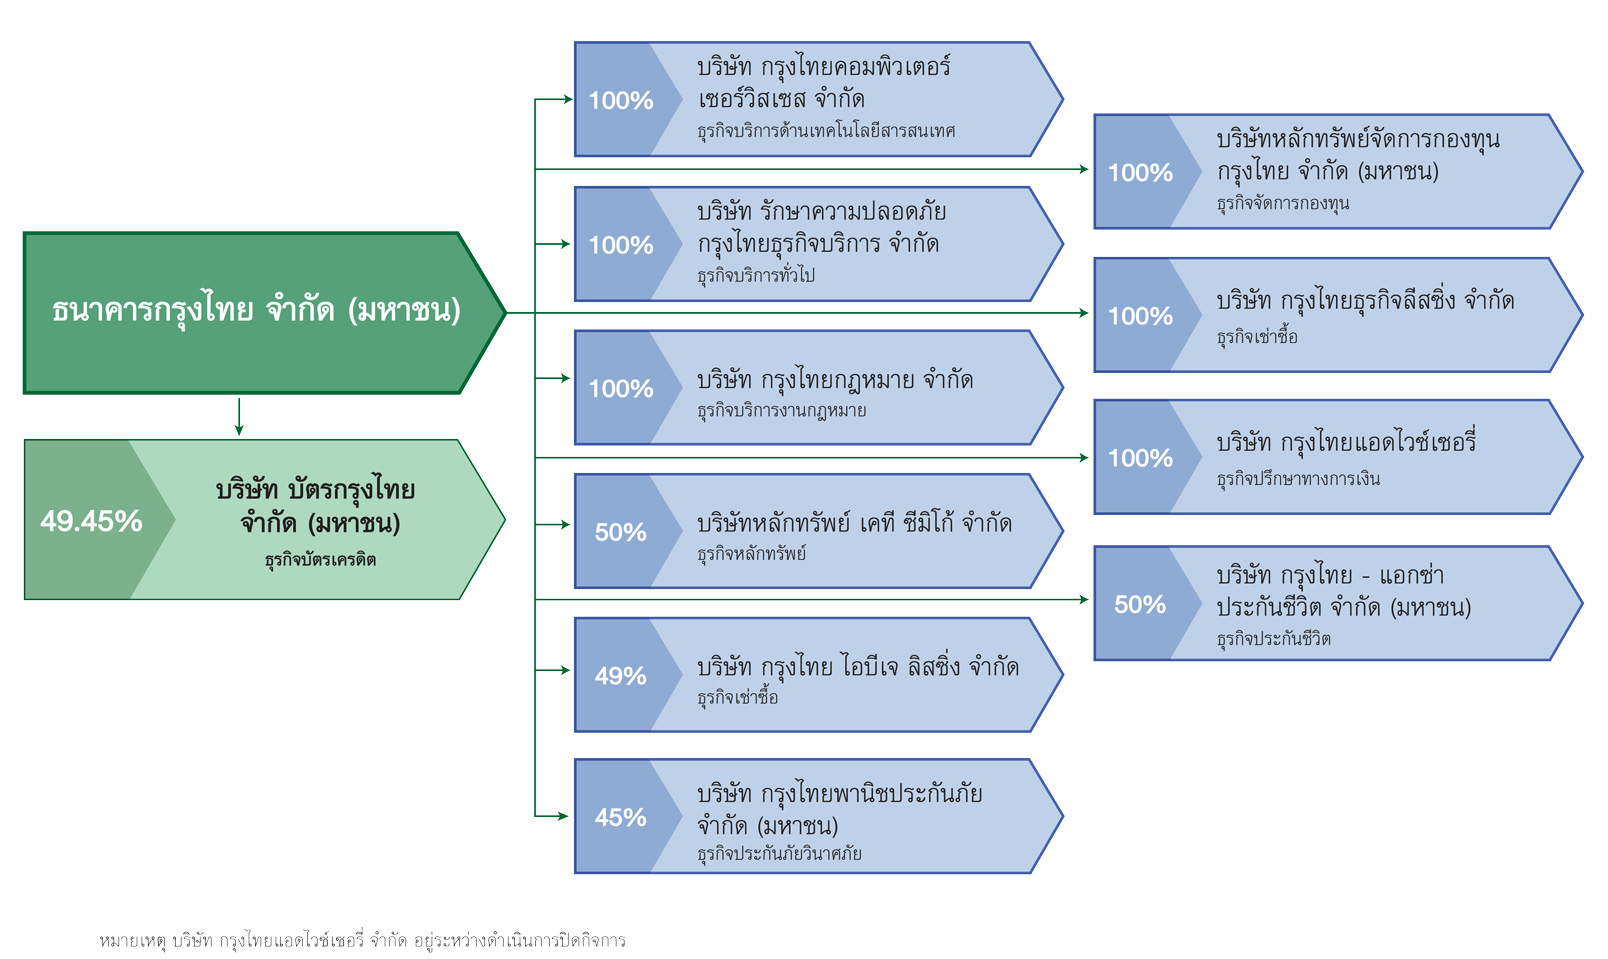 ธนาคารกรุงไทย จำกัด (มหาชน)
49.45%
บริษัท บัตรกรุงไทย
จำกัด (มหาชน)
ธุรกิจบัตรเครดิต
100%
บริษัท กรุงไทยคอมพิวเตอร์
เซอร์วิสเซส จำกัด
ธุรกิจบริการด้านเทคโนโลยีสารสนเทศ
100%
บริษัท รักษาความปลอดภัย
กรุงไทยธุรกิจบริการ จำกัด
ธุรกิจบริการทั่วไป
100%
บริษัท กรุงไทยกฎหมาย จำกัด
ธุรกิจบริการงานกฎหมาย
50%
บริษัทหลักทรัพย์ เคที ซีมิโก้ จำกัด
ธุรกิจหลักทรัพย์
49%
บริษัท กรุงไทย ไอบีเจ ลิสซิ่ง จำกัด
ธุรกิจเช่าซื้อ
45%
บริษัท กรุงไทยพานิชประกันภัย
จำกัด (มหาชน)
ธุรกิจประกันภัยวินาศภัย
100%
บริษัทหลักทรัพย์จัดการกองทุน
กรุงไทย จำกัด (มหาชน)
ธุรกิจจัดการกองทุน
100%
บริษัท กรุงไทยธุรกิจลีสซิ่ง จำกัด
ธุรกิจเช่าซื้อ
100%
บริษัท กรุงไทยแอดไวซ์เซอรี่
ธุรกิจปรึกษาทางการเงิน
50%
บริษัท กรุงไทย - แอกซ่า
ประกันชีวิต จำกัด (มหาชน)
ธุรกิจประกันชีวิต
หมายเหตุ บริษัท กรุงไทยแอดไวซ์เซอรี่ จำกัด อยู่ระหว่างดำเนินการปิดกิจการ